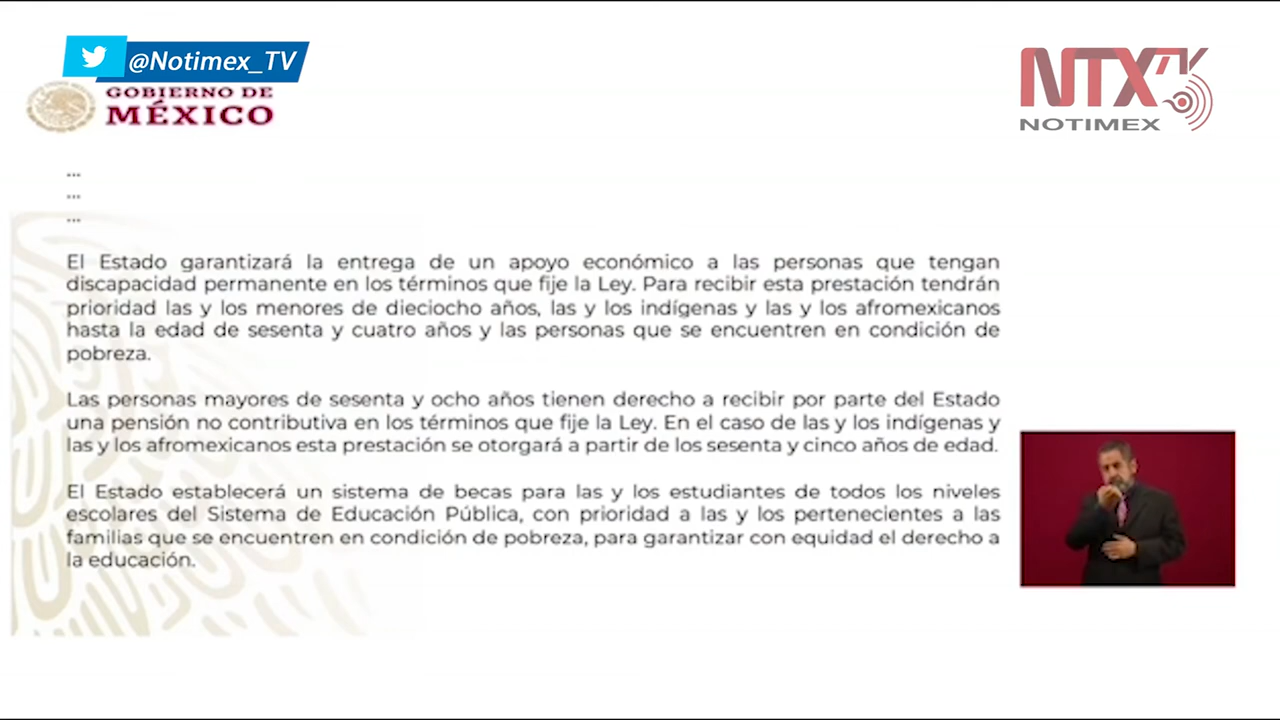 @Notimex_TV
GOBIERNO DE
MÉXICO
NTX TV
NOTIMEX
...
...
...
El Estado garantizará la entrega de un apoyo económico a las personas que tengan
discapacidad permanente en los términos que fije la Ley. Para recibir esta prestación tendrán
prioridad las y los menores de dieciocho años, las y los indígenas y las y los afromexicanos
hasta la edad de sesenta y cuatro años y las personas que se encuentren en condición de
pobreza.
Las personas mayores de sesenta y ocho años tienen derecho a recibir por parte del Estado
una pensión no contributiva en los términos que fije la Ley. En el caso de las y los indígenas y
las y los afromexicanos esta prestación se otorgará a partir de los sesenta y cinco años de edad.
El Estado establecerá un sistema de becas para las y los estudiantes de todos los niveles
escolares del Sistema de Educación Pública, con prioridad a las y los pertenecientes a las
familias que se encuentren en condición de pobreza, para garantizar con equidad el derecho a
la educación.